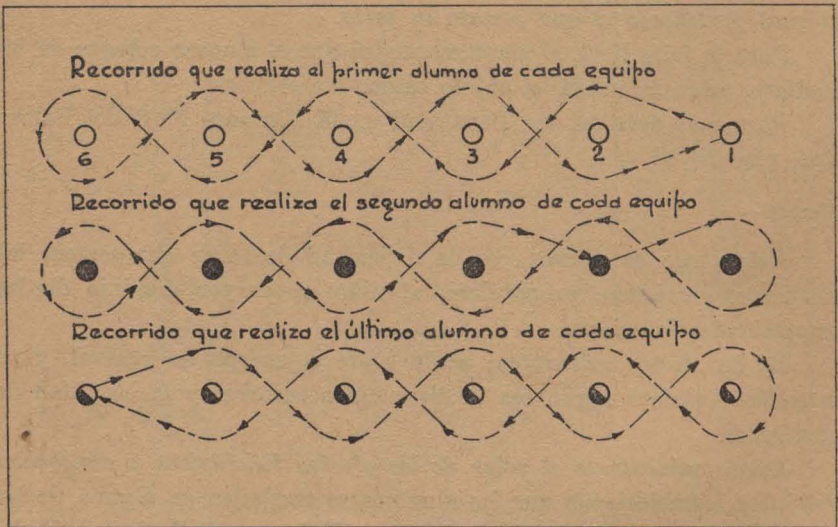 Recorrido que realiza el primer alumno de cada equipo
6 5 4 3 2 1
Recorrido que realiza el segundo alumno de cada equipo
Recorrido que realiza el último alumno de cada equipo